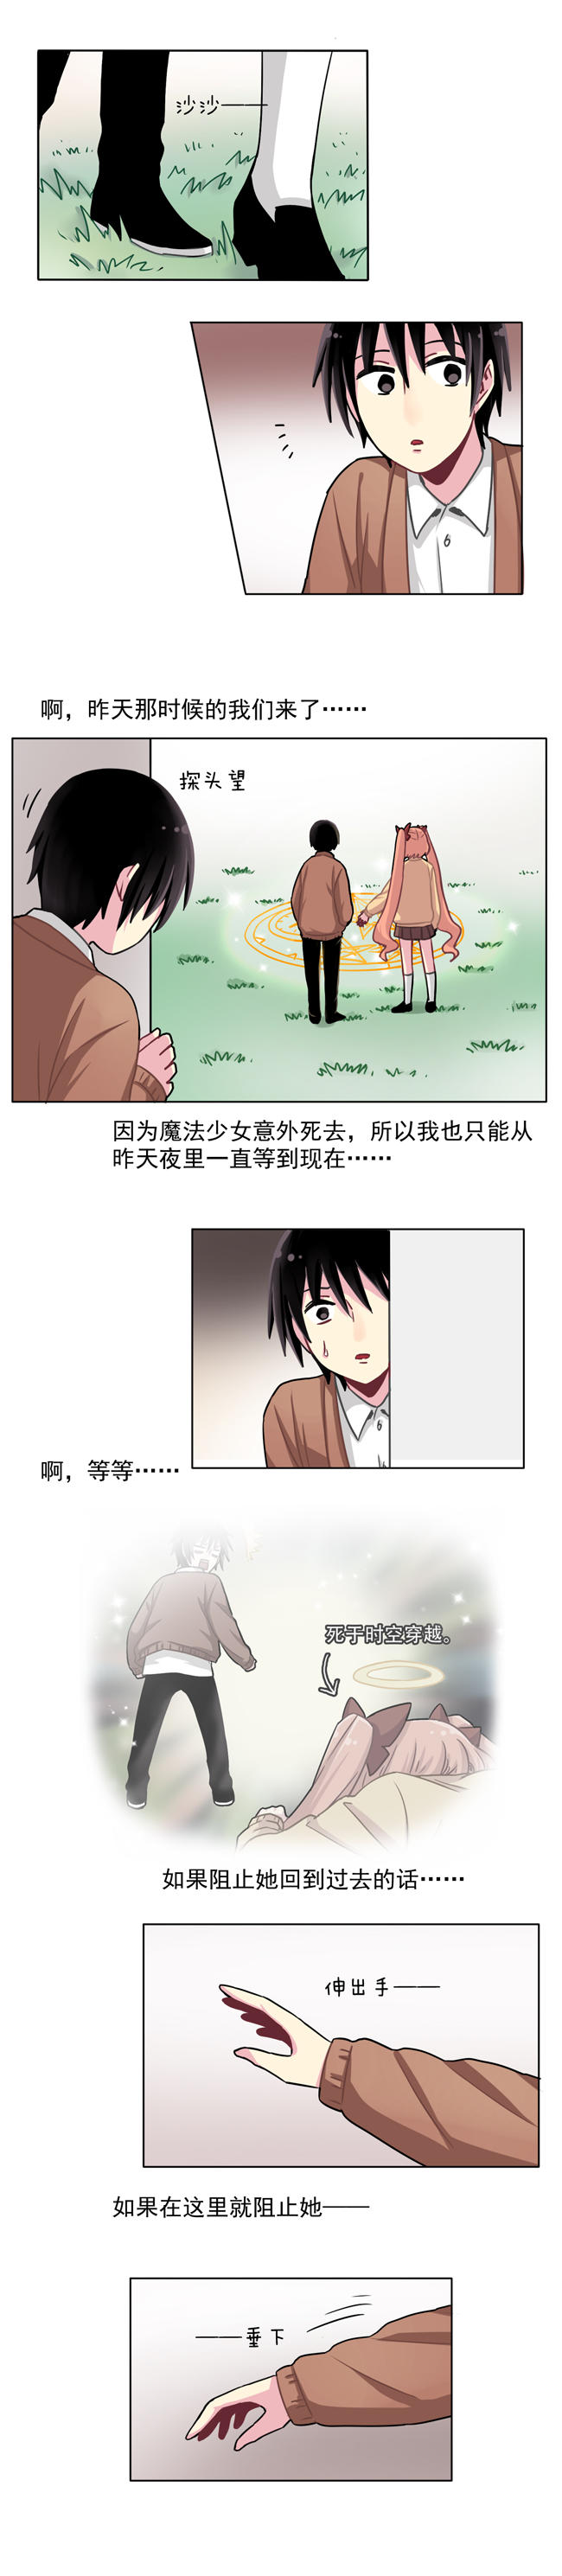 沙沙——
啊，昨天那时候的我们来了……
探头望
因为魔法少女意外死去，所以我也只能从
昨天夜里一直等到现在……
啊，等等……
死于时空穿越。
如果阻止她回到过去的话……
伸出手——
如果在这里就阻止她——
——垂下